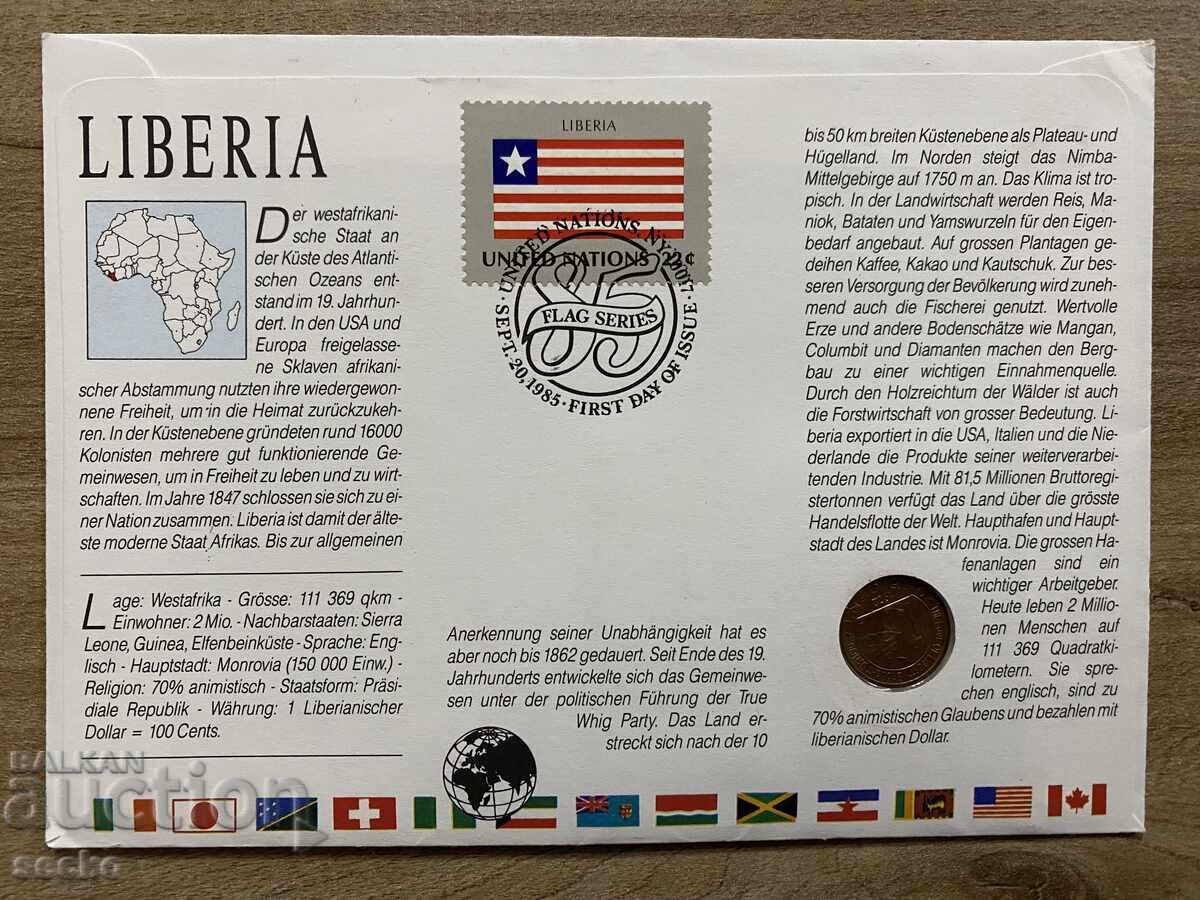 LIBERIA
Der westafrikani-
sche Staat an
der Küste des Atlanti-
schen Ozeans ent-
stand im 19. Jahrhun-
dert. In den USA und
Europa freigelasse-
ne Sklaven afrikani-
scher Abstammung nutzten ihre wiedergewon-
nene Freiheit, um in die Heimat zurückzukeh-
ren. In der Küstenebene gründeten rund 16000
Kolonisten mehrere gut funktionierende Ge-
meinwesen, um in Freiheit zu leben und zu wirt-
schaften. Im Jahre 1847 schlossen sie sich zu ei-
ner Nation zusammen. Liberia ist damit der älte-
ste moderne Staat Afrikas. Bis zur allgemeinen
Lage: Westafrika - Grösse: 111 369 qkm -
Einwohner: 2 Mio. - Nachbarstaaten: Sierra
Leone, Guinea, Elfenbeinküste - Sprache: Eng-
lisch - Hauptstadt: Monrovia (150 000 Einw.) -
Religion: 70% animistisch - Staatsform: Präsi-
diale Republik - Währung: 1 Liberianischer
Dollar = 100 Cents.
LIBERIA
UNITED NATIONS 22¢
UNITED NATIONS, NY 10017
85
FLAG SERIES
SEPT. 20, 1985 · FIRST DAY OF ISSUE
Anerkennung seiner Unabhängigkeit hat es
aber noch bis 1862 gedauert. Seit Ende des 19.
Jahrhunderts entwickelte sich das Gemeinwe-
sen unter der politischen Führung der True
Whig Party. Das Land er-
streckt sich nach der 10
bis 50 km breiten Küstenebene als Plateau- und
Hügelland. Im Norden steigt das Nimba-
Mittelgebirge auf 1750 m an. Das Klima ist tro-
pisch. In der Landwirtschaft werden Reis, Ma-
niok, Bataten und Yamswurzeln für den Eigen-
bedarf angebaut. Auf grossen Plantagen ge-
deihen Kaffee, Kakao und Kautschuk. Zur bes-
seren Versorgung der Bevölkerung wird zuneh-
mend auch die Fischerei genutzt. Wertvolle
Erze und andere Bodenschätze wie Mangan,
Columbit und Diamanten machen den Berg-
bau zu einer wichtigen Einnahmenquelle.
Durch den Holzreichtum der Wälder ist auch
die Forstwirtschaft von grosser Bedeutung. Li-
beria exportiert in die USA, Italien und die Nie-
derlande die Produkte seiner weiterverarbei-
tenden Industrie. Mit 81,5 Millionen Bruttoregi-
stertonnen verfügt das Land über die grösste
Handelsflotte der Welt. Haupthafen und Haupt-
stadt des Landes ist Monrovia. Die grossen Ha-
fenanlagen sind ein
wichtiger Arbeitgeber.
Heute leben 2 Millio-
nen Menschen auf
111 369 Quadratki-
lometern. Sie spre-
chen englisch, sind zu
70% animistischen Glaubens und bezahlen mit
liberianischen Dollar.
BALKAN
auction
secko